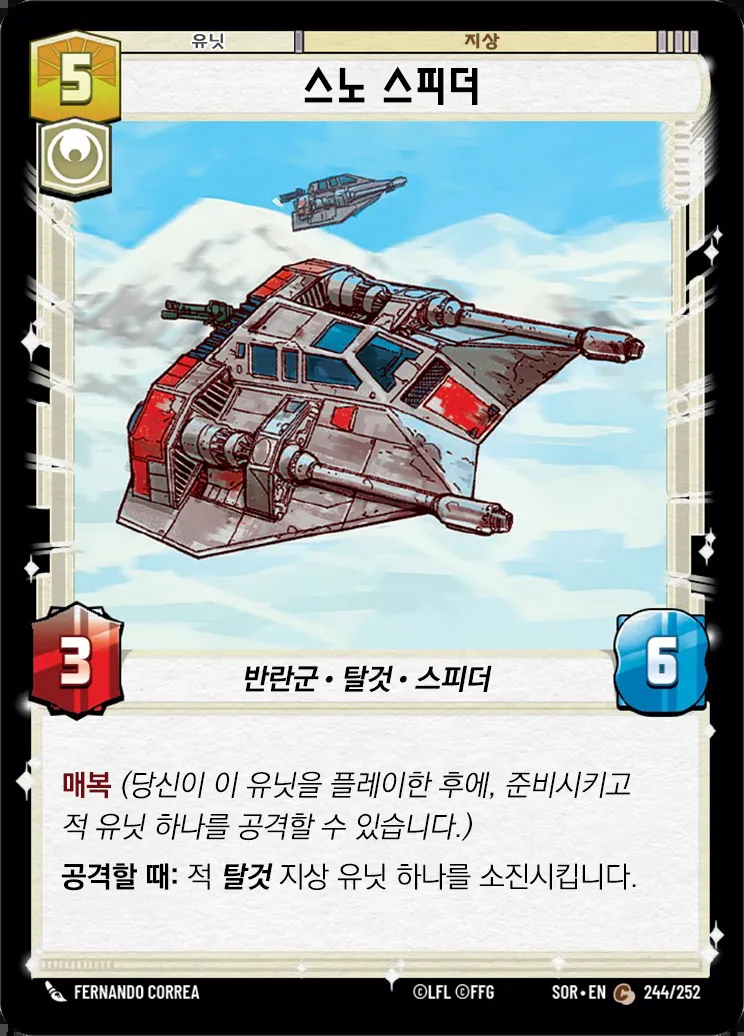 유닛 지상
5 스노 스피더
3 반란군 • 탈것 • 스피더 6
매복 (당신이 이 유닛을 플레이한 후에, 준비시키고
적 유닛 하나를 공격할 수 있습니다.)
공격할 때: 적 탈것 지상 유닛 하나를 소진시킵니다.
FERNANDO CORREA ©LFL ©FFG SOR • EN C 244/252